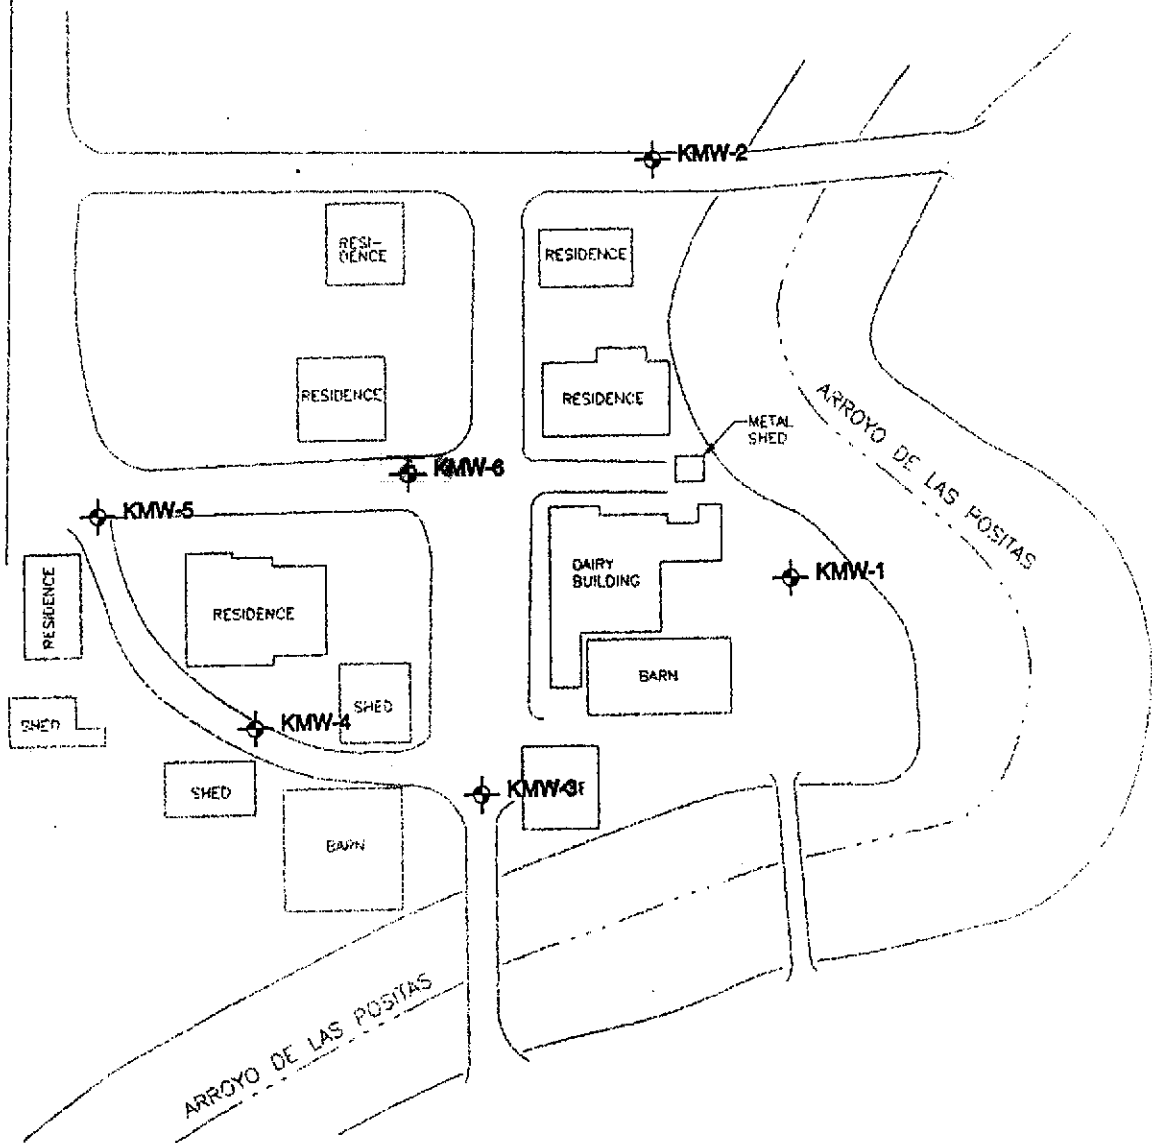 KMW-2
RESI-
DENCE
RESIDENCE
RESIDENCE
RESIDENCE
METAL
SHED
ARROYO DE LAS POSITAS
KMW-6
KMW-5
DAIRY
BUILDING
KMW-1
RESIDENCE
RESIDENCE
BARN
SHED
SHED
KMW-4
SHED
KMW-3
BARN
ARROYO DE LAS POSITAS